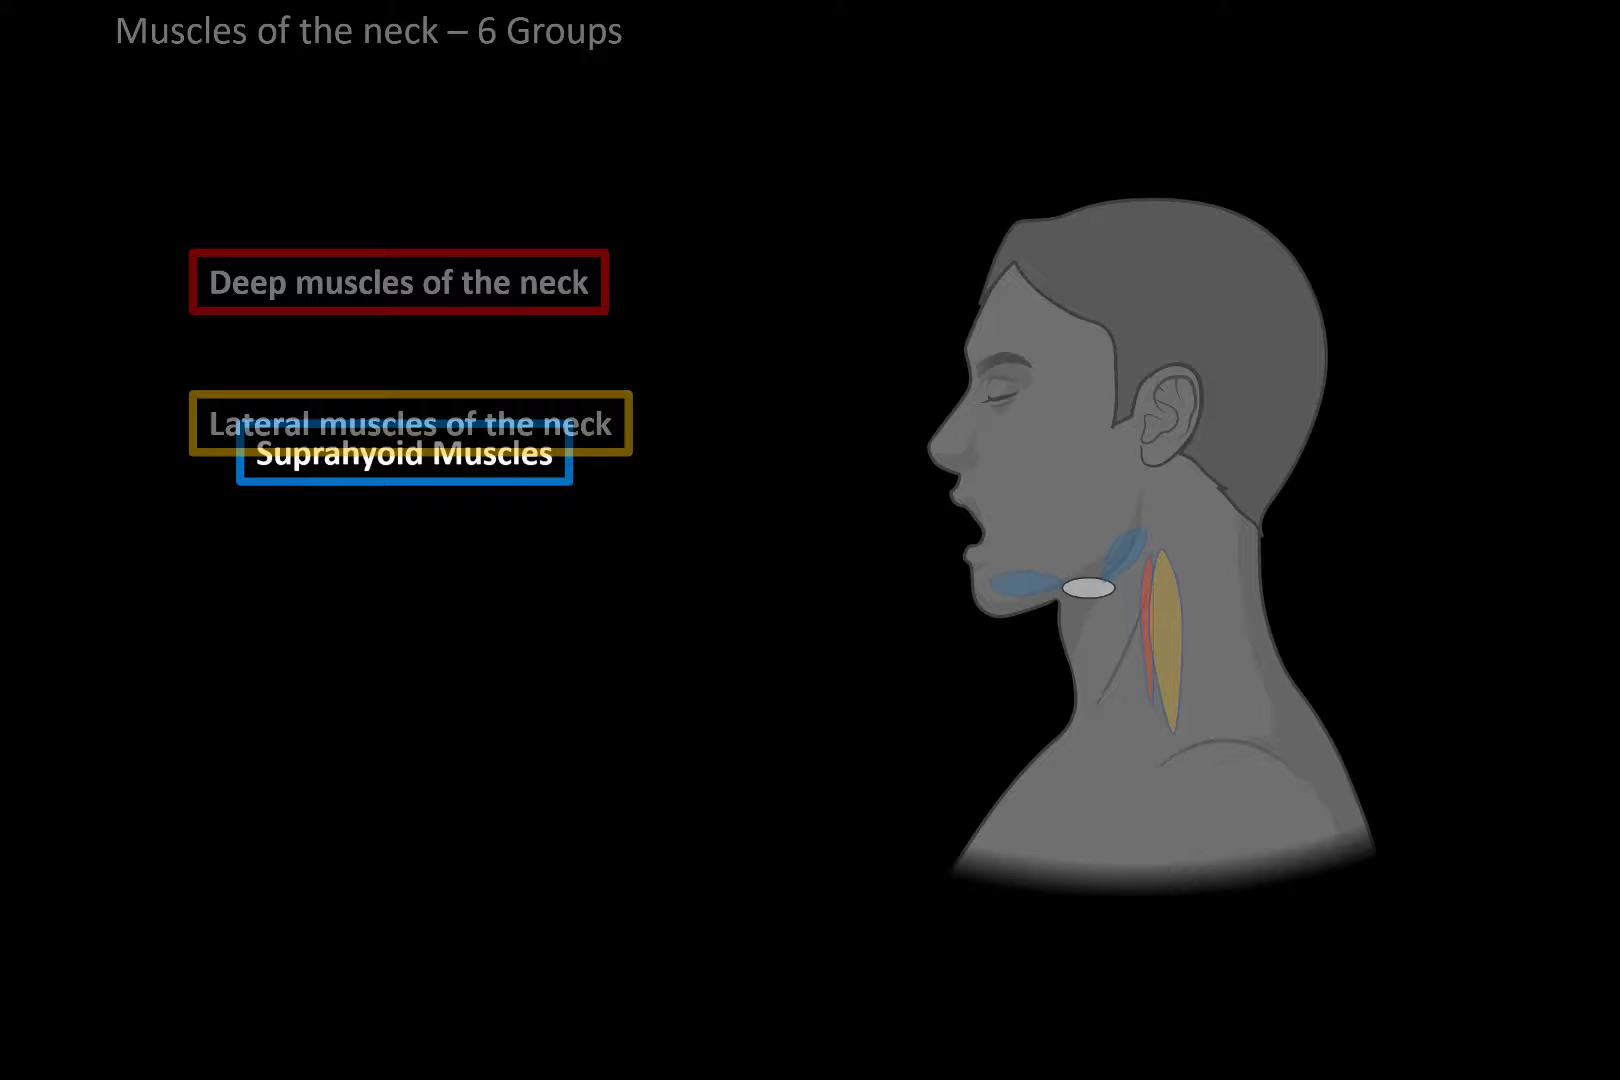 Muscles of the neck – 6 Groups
Deep muscles of the neck
Lateral muscles of the neck
Suprahyoid Muscles